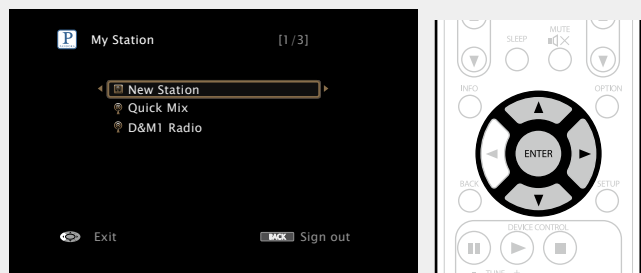 P My Station [1/3]
New Station
Quick Mix
D&M1 Radio
Exit BACK Sign out
SLEEP MUTE
INFO OPTION
ENTER
BACK SETUP
DEVICE CONTROL
TUNE +